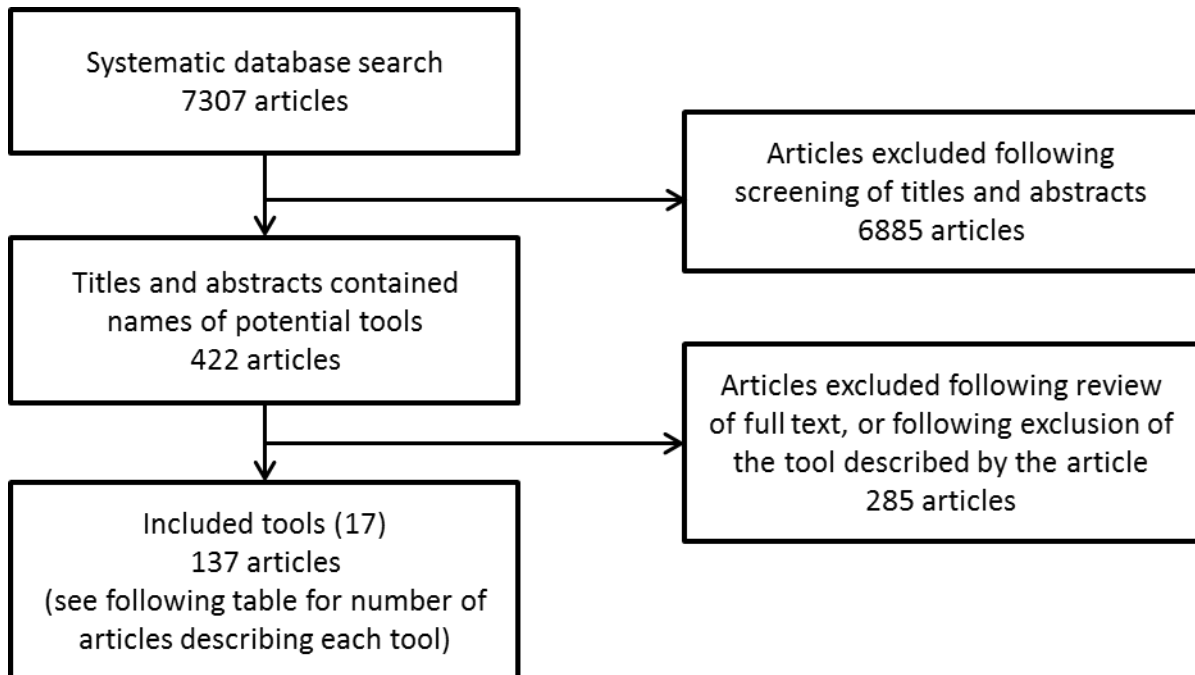 Systematic database search
7307 articles
Articles excluded following
screening of titles and abstracts
6885 articles
Titles and abstracts contained
names of potential tools
422 articles
Articles excluded following review
of full text, or following exclusion of
the tool described by the article
285 articles
Included tools (17)
137 articles
(see following table for number of
articles describing each tool)